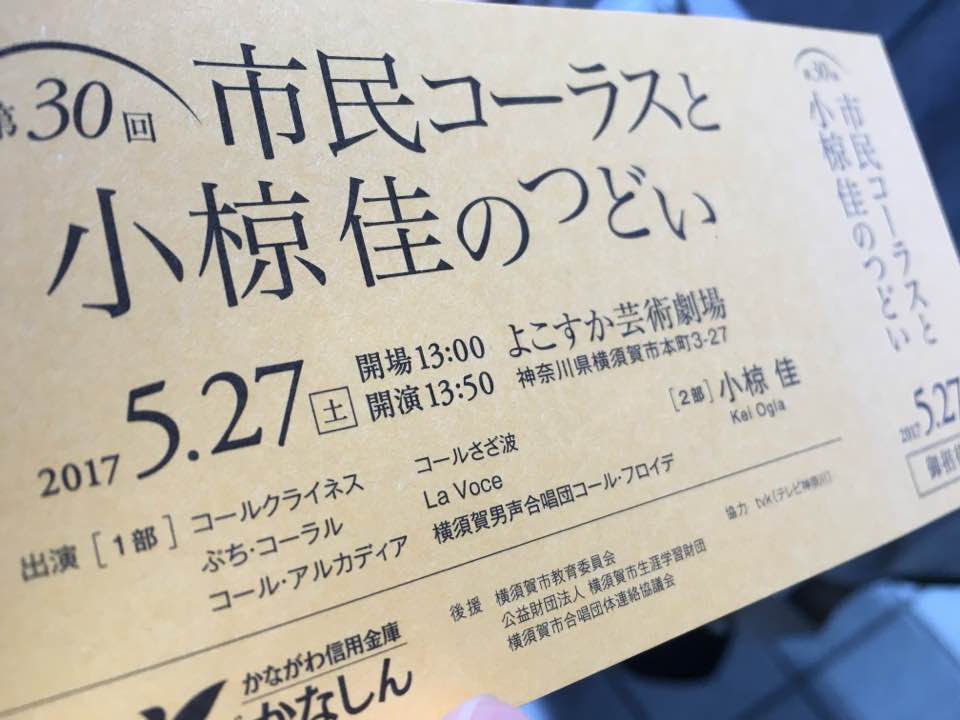 第30回
市民コーラスと
小椋佳のつどい
2017 5.27 土
開場13:00
開演13:50
よこすか芸術劇場
神奈川県横須賀市本町3-27
出演 [1部] コールクライネス
ぷち・コーラル
コール・アルカディア
コールさざ波
La Voce
横須賀男声合唱団コール・フロイデ
[2部] 小椋 佳
Kei Ogla
後援 横須賀市教育委員会
公益財団法人 横須賀市生涯学習財団
横須賀市合唱団体連絡協議会
協力 tvk(テレビ神奈川)
かながわ信用金庫
かなしん
第30回
市民コーラスと
小椋佳のつどい
2017 5.27